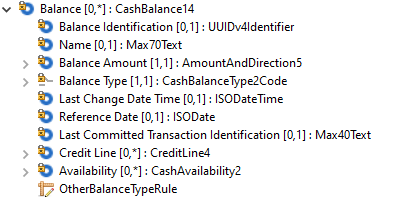 Balance [0,*] : CashBalance14
Balance Identification [0,1] : UUIDv4Identifier
Name [0,1] : Max70Text
Balance Amount [1,1] : AmountAndDirection5
Balance Type [1,1] : CashBalanceType2Code
Last Change Date Time [0,1] : ISODateTime
Reference Date [0,1] : ISODate
Last Committed Transaction Identification [0,1] : Max40Text
Credit Line [0,*] : CreditLine4
Availability [0,*] : CashAvailability2
OtherBalanceTypeRule